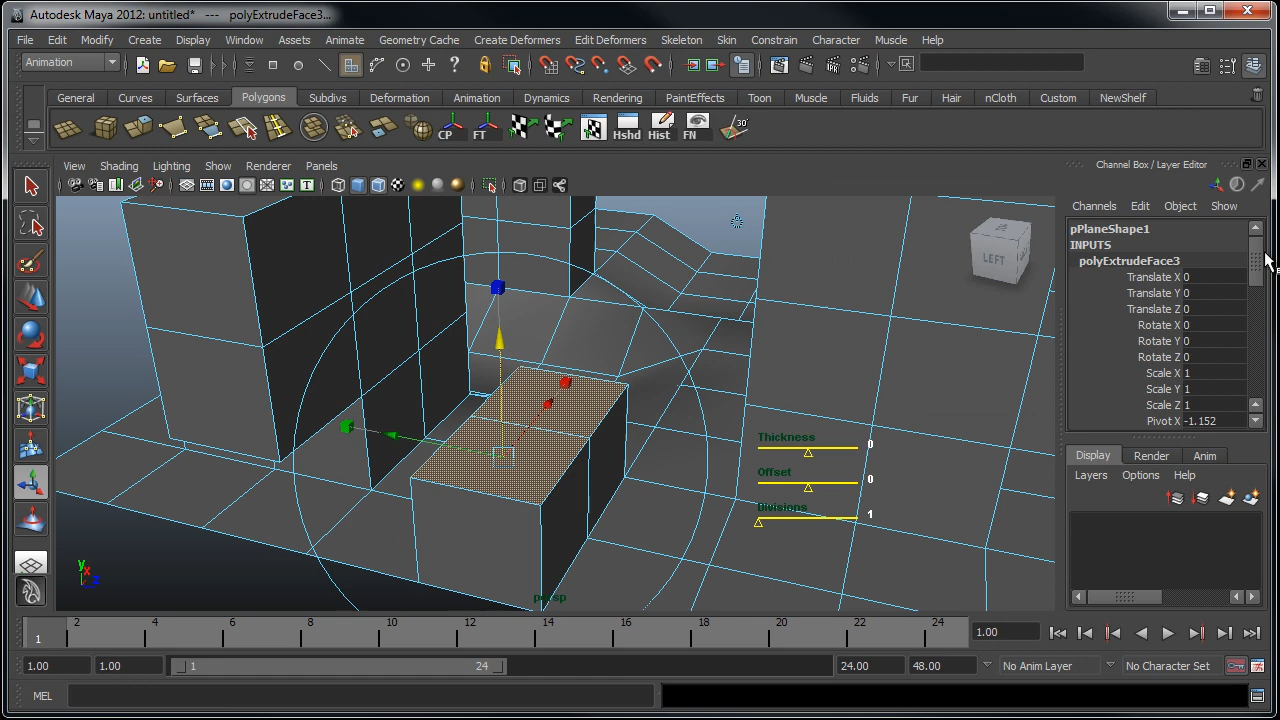 Autodesk Maya 2012: untitled*   ---   polyExtrudeFace3...
File Edit Modify Create Display Window Assets Animate Geometry Cache Create Deformers Edit Deformers Skeleton Skin Constrain Character Muscle Help
Animation
General Curves Surfaces Polygons Subdivs Deformation Animation Dynamics Rendering PaintEffects Toon Muscle Fluids Fur Hair nCloth Custom NewShelf
CP FT Hshd Hist FN 30°
View Shading Lighting Show Renderer Panels
Channel Box / Layer Editor
Channels Edit Object Show
pPlaneShape1
INPUTS
polyExtrudeFace3
Translate X 0
Translate Y 0
Translate Z 0
Rotate X 0
Rotate Y 0
Rotate Z 0
Scale X 1
Scale Y 1
Scale Z 1
Pivot X -1.152
LEFT
Thickness 0
Offset 0
Divisions 1
Display Render Anim
Layers Options Help
y
x
z
persp
1 2 4 6 8 10 12 14 16 18 20 22 24 1.00
1.00 1.00 1 24 24.00 48.00 No Anim Layer No Character Set
MEL